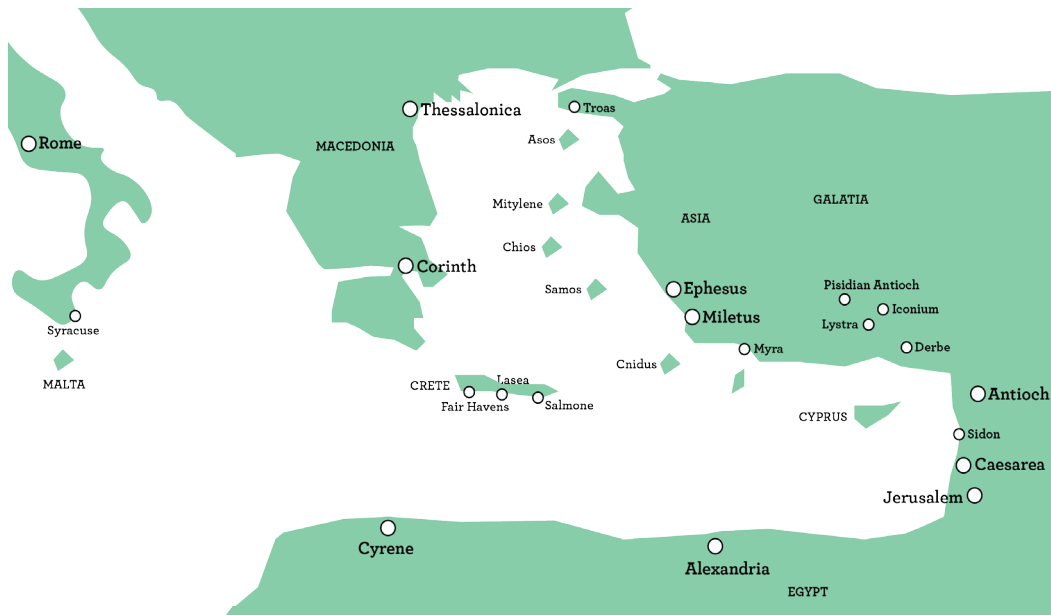 Thessalonica
Troas
Rome
MACEDONIA
Asos
GALATIA
Mitylene
ASIA
Chios
Corinth
Pisidian Antioch
Samos
Ephesus
Iconium
Miletus
Lystra
Syracuse
Myra
Derbe
Cnidus
MALTA
CRETE
Lasea
Antioch
Fair Havens
Salmone
CYPRUS
Sidon
Caesarea
Jerusalem
Cyrene
Alexandria
EGYPT